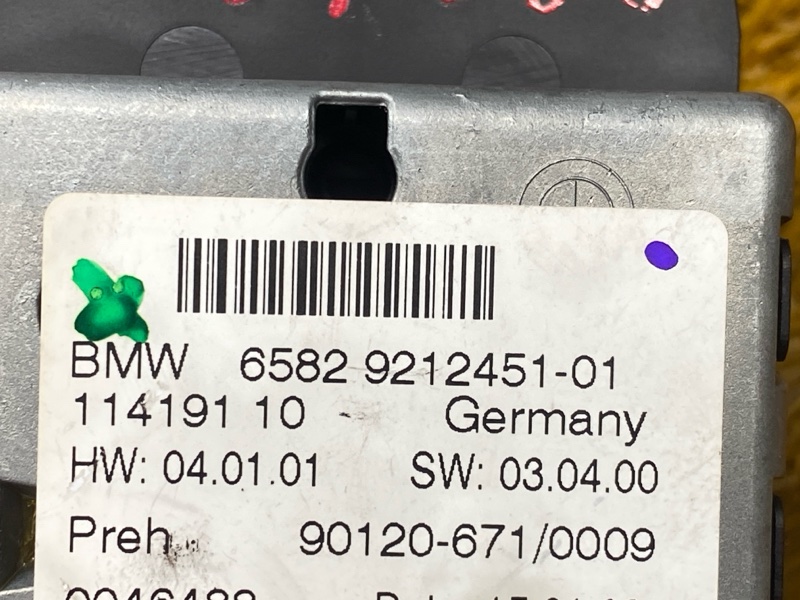 BMW 6582 9212451-01
114191 10 Germany
HW: 04.01.01 SW: 03.04.00
Preh 90120-671/0009